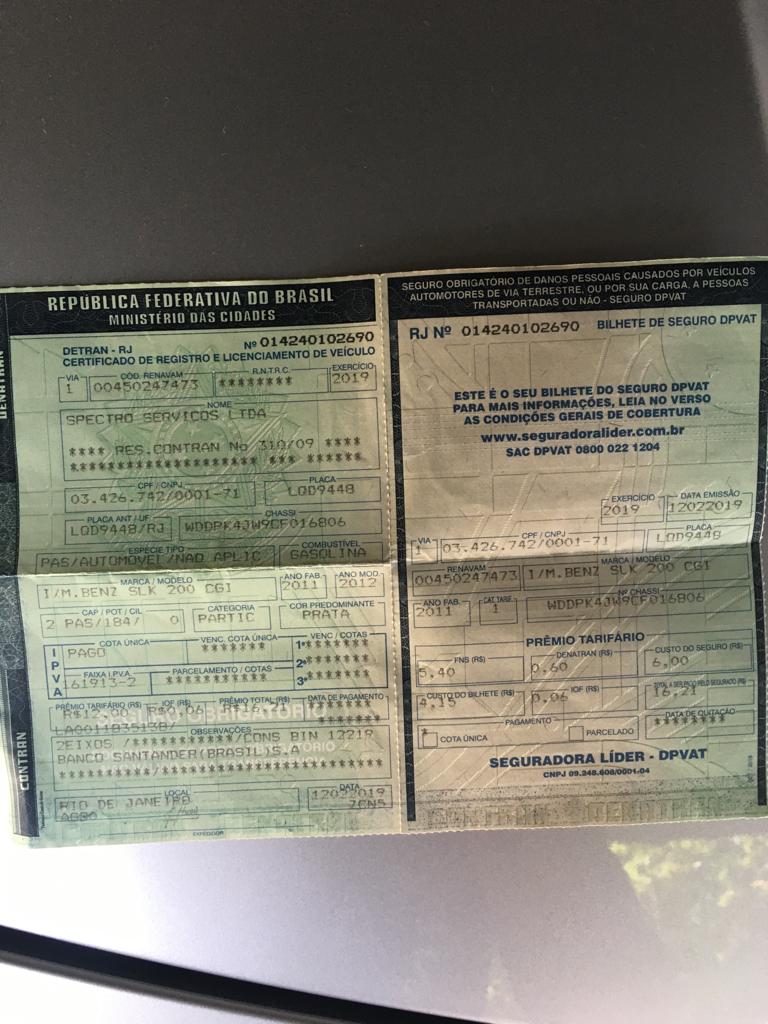 REPÚBLICA FEDERATIVA DO BRASIL
MINISTÉRIO DAS CIDADES
DENATRAN
CONTRAN
DETRAN - RJ Nº 014240102690
CERTIFICADO DE REGISTRO E LICENCIAMENTO DE VEÍCULO
VIA CÓD. RENAVAM R.N.T.R.C. EXERCÍCIO
1 00450247473 ******** 2019
NOME
SPECTRO SERVICOS LTDA
**** RES.CONTRAN No 310/09 ****
CPF / CNPJ PLACA
03.426.742/0001-71 LQD9448
PLACA ANT / UF CHASSI
LQD9448/RJ WDDPK4JW9CF016806
ESPÉCIE TIPO COMBUSTÍVEL
PAS/AUTOMOVEL/NAO APLIC GASOLINA
MARCA / MODELO ANO FAB. ANO MOD.
I/M.BENZ SLK 200 CGI 2011 2012
CAP / POT / CIL CATEGORIA COR PREDOMINANTE
2 PAS/184/ 0 PARTIC PRATA
IPVA
COTA ÚNICA VENC. COTA ÚNICA VENC / COTAS
PAGO ******* 1ª *******
2ª *******
FAIXA I.P.V.A. PARCELAMENTO / COTAS
161913-2 ********** 3ª *******
PRÊMIO TARIFÁRIO (R$) IOF (R$) PRÊMIO TOTAL (R$) DATA DE PAGAMENTO
OBSERVAÇÕES
2EIXOS /********/CONS BIN 12219
BANCO SANTANDER(BRASIL)S.A
LOCAL DATA
RIO DE JANEIRO 12022019
EXPEDIDOR
SEGURO OBRIGATÓRIO DE DANOS PESSOAIS CAUSADOS POR VEÍCULOS
AUTOMOTORES DE VIA TERRESTRE, OU POR SUA CARGA, A PESSOAS
TRANSPORTADAS OU NÃO - SEGURO DPVAT
RJ Nº 014240102690 BILHETE DE SEGURO DPVAT
ESTE É O SEU BILHETE DO SEGURO DPVAT
PARA MAIS INFORMAÇÕES, LEIA NO VERSO
AS CONDIÇÕES GERAIS DE COBERTURA
www.seguradoralider.com.br
SAC DPVAT 0800 022 1204
EXERCÍCIO DATA EMISSÃO
2019 12022019
VIA CPF / CNPJ PLACA
1 03.426.742/0001-71 LQD9448
RENAVAM MARCA / MODELO
00450247473 I/M.BENZ SLK 200 CGI
ANO FAB. CAT. TARIF. Nº CHASSI
2011 1 WDDPK4JW9CF016806
PRÊMIO TARIFÁRIO
FNS (R$) DENATRAN (R$) CUSTO DO SEGURO (R$)
5.40 0.60 6,00
CUSTO DO BILHETE (R$) IOF (R$)
4.15 0.06 16,21
PAGAMENTO DATA DE QUITAÇÃO
COTA ÚNICA PARCELADO *******
SEGURADORA LÍDER - DPVAT
CNPJ 09.248.608/0001-04